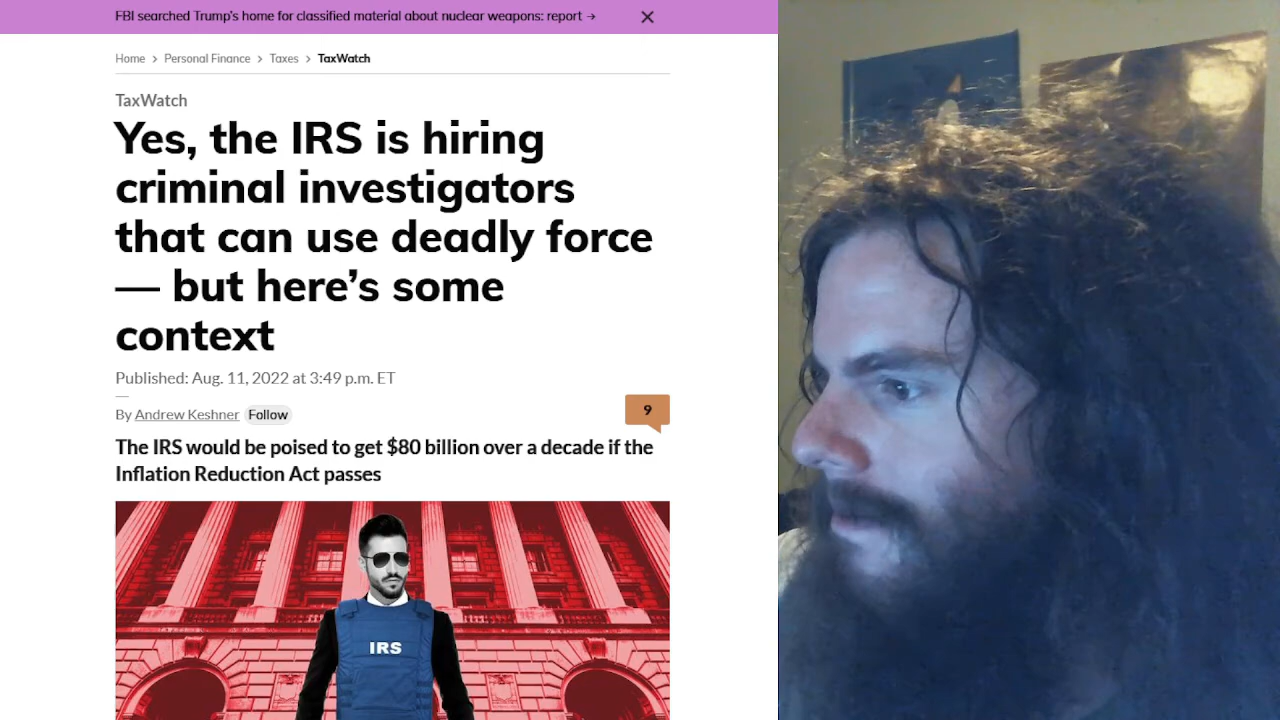 FBI searched Trump's home for classified material about nuclear weapons: report →
Home > Personal Finance > Taxes > TaxWatch
TaxWatch
Yes, the IRS is hiring
criminal investigators
that can use deadly force
— but here's some
context
Published: Aug. 11, 2022 at 3:49 p.m. ET
By Andrew Keshner Follow
9
The IRS would be poised to get $80 billion over a decade if the
Inflation Reduction Act passes
IRS